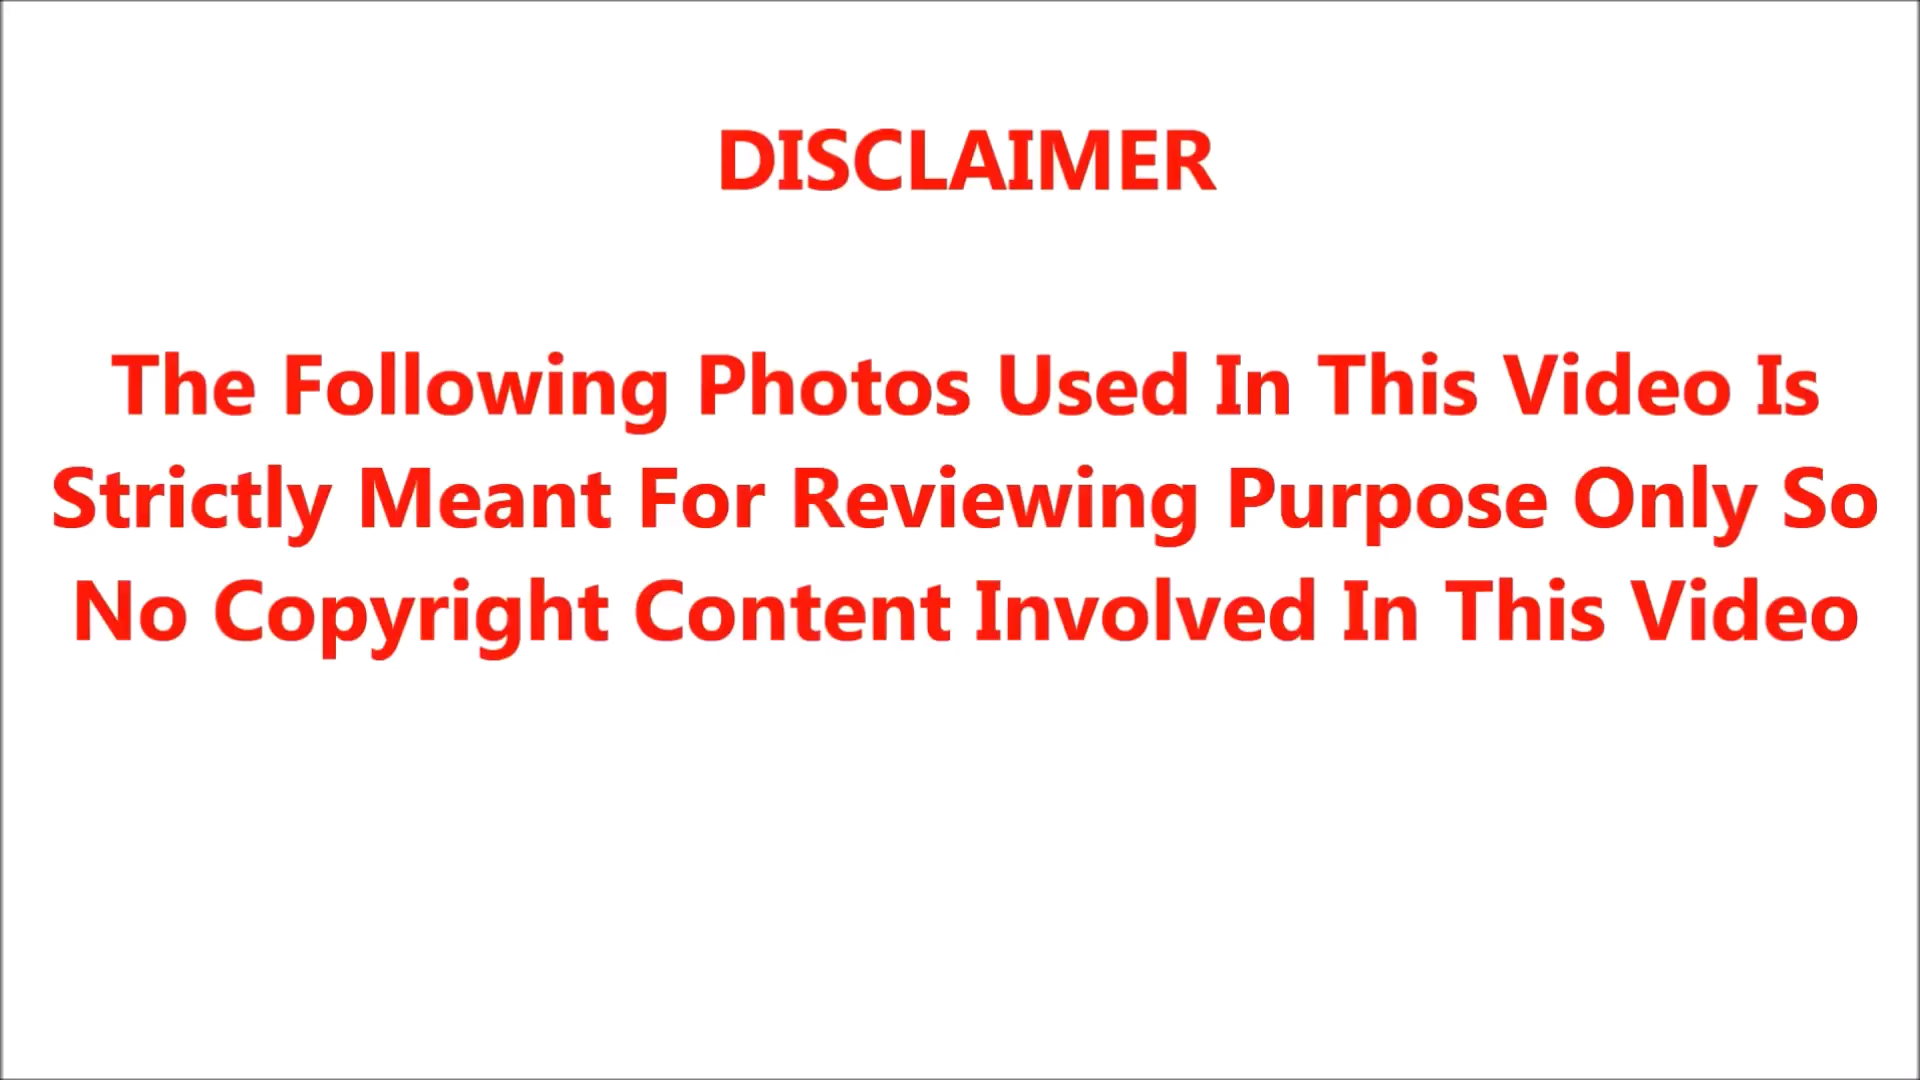 DISCLAIMER
The Following Photos Used In This Video Is
Strictly Meant For Reviewing Purpose Only So
No Copyright Content Involved In This Video